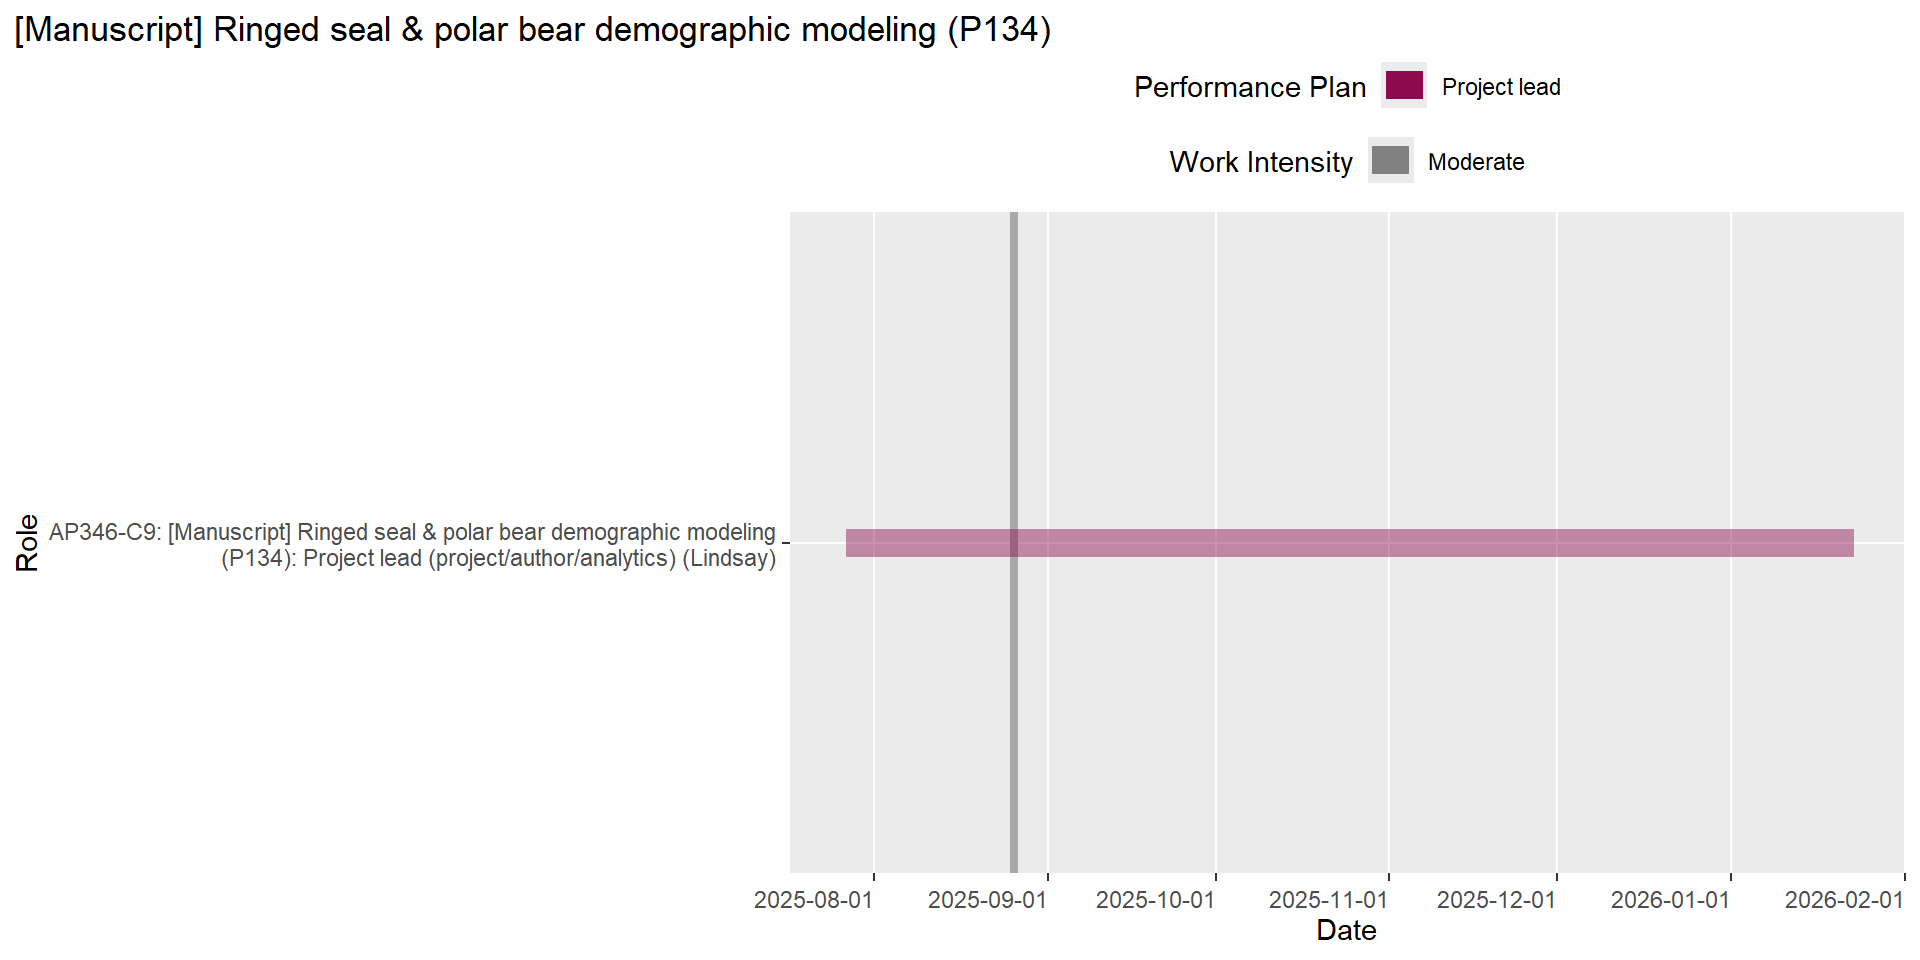 [Manuscript] Ringed seal & polar bear demographic modeling (P134)
Performance Plan
Project lead
Work Intensity
Moderate
Role
AP346-C9: [Manuscript] Ringed seal & polar bear demographic modeling
(P134): Project lead (project/author/analytics) (Lindsay)
2025-08-01
2025-09-01
2025-10-01
2025-11-01
2025-12-01
2026-01-01
2026-02-01
Date